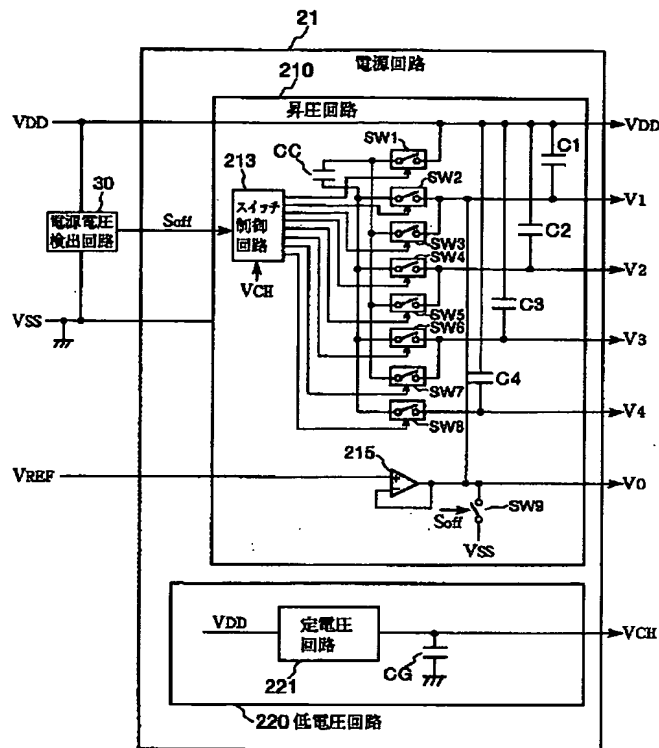 21
電源回路
210
昇圧回路
VDD
VDD
SW1
C1
CC
213
SW2
V1
スイッチ
制御
回路
30
電源電圧
検出回路
Soff
SW3
C2
SW4
V2
VCH
SW5
C3
VSS
SW6
V3
C4
SW7
SW8
V4
215
VREF
V0
Soff
SW9
VSS
VDD
定電圧
回路
VCH
221
CG
220 低電圧回路